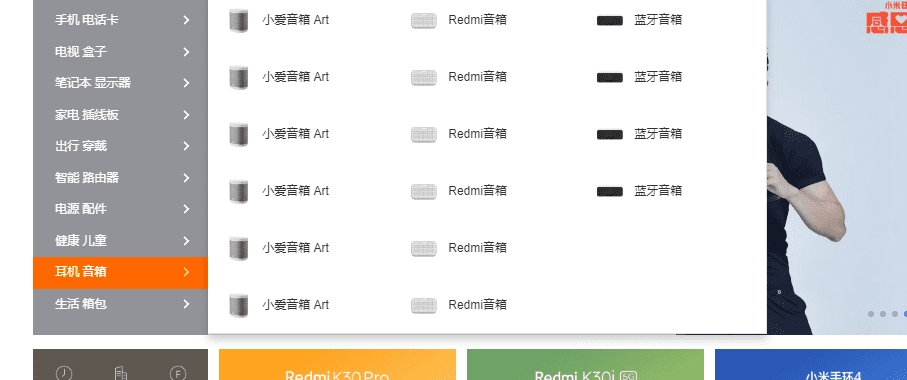 手机 电话卡
电视 盒子
笔记本 显示器
家电 插线板
出行 穿戴
智能 路由器
电源 配件
健康 儿童
耳机 音箱
生活 箱包
小爱音箱 Art
Redmi音箱
蓝牙音箱
小爱音箱 Art
Redmi音箱
蓝牙音箱
小爱音箱 Art
Redmi音箱
蓝牙音箱
小爱音箱 Art
Redmi音箱
蓝牙音箱
小爱音箱 Art
Redmi音箱
小爱音箱 Art
Redmi音箱
小米
感
F
Redmi K30 Pro
Redmi K30i 5G
小米手环4